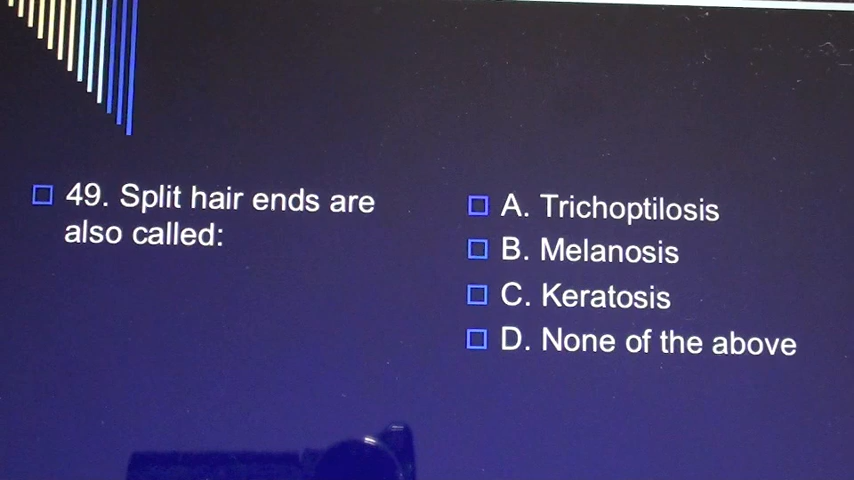 49. Split hair ends are
also called:
A. Trichoptilosis
B. Melanosis
C. Keratosis
D. None of the above